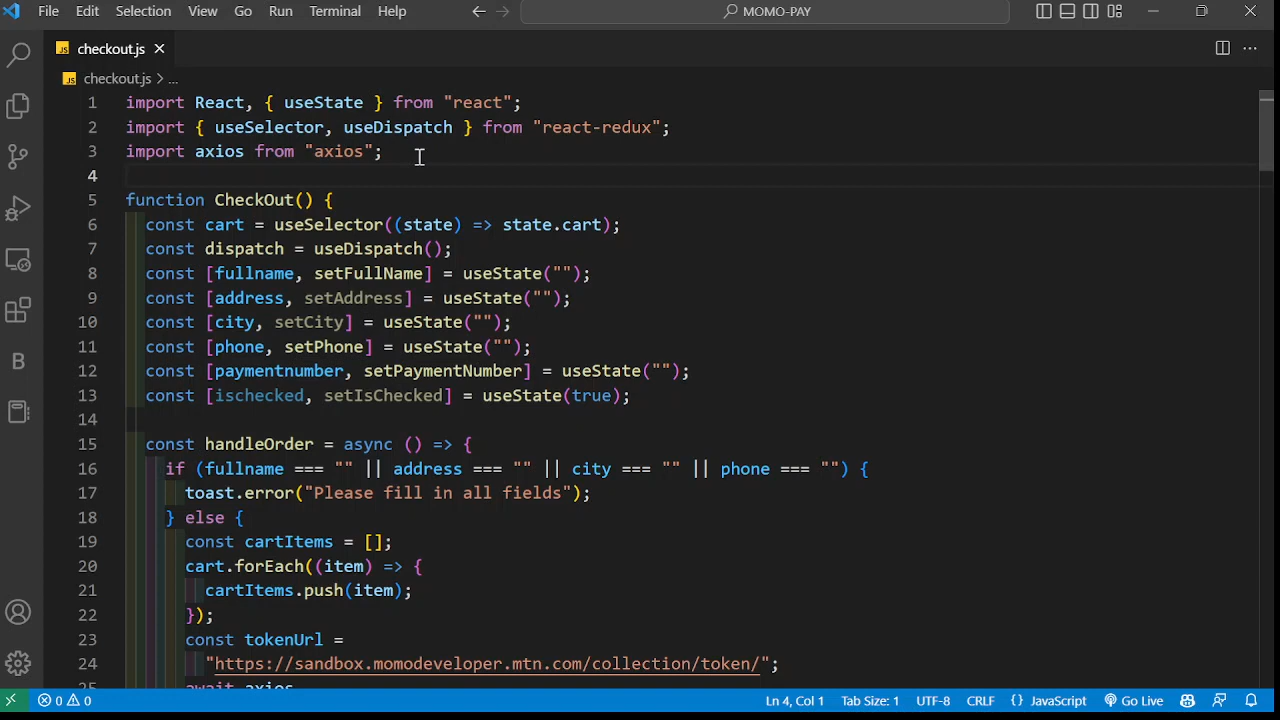 File Edit Selection View Go Run Terminal Help MOMO-PAY
JS checkout.js
JS checkout.js > ...
1 import React, { useState } from "react";
2 import { useSelector, useDispatch } from "react-redux";
3 import axios from "axios";
4
5 function CheckOut() {
6 const cart = useSelector((state) => state.cart);
7 const dispatch = useDispatch();
8 const [fullname, setFullName] = useState("");
9 const [address, setAddress] = useState("");
10 const [city, setCity] = useState("");
11 const [phone, setPhone] = useState("");
12 const [paymentnumber, setPaymentNumber] = useState("");
13 const [ischecked, setIsChecked] = useState(true);
14
15 const handleOrder = async () => {
16 if (fullname === "" || address === "" || city === "" || phone === "") {
17 toast.error("Please fill in all fields");
18 } else {
19 const cartItems = [];
20 cart.forEach((item) => {
21 cartItems.push(item);
22 });
23 const tokenUrl =
24 "https://sandbox.momodeveloper.mtn.com/collection/token/";
25 await axios
B
0 0 Ln 4, Col 1 Tab Size: 1 UTF-8 CRLF {} JavaScript Go Live